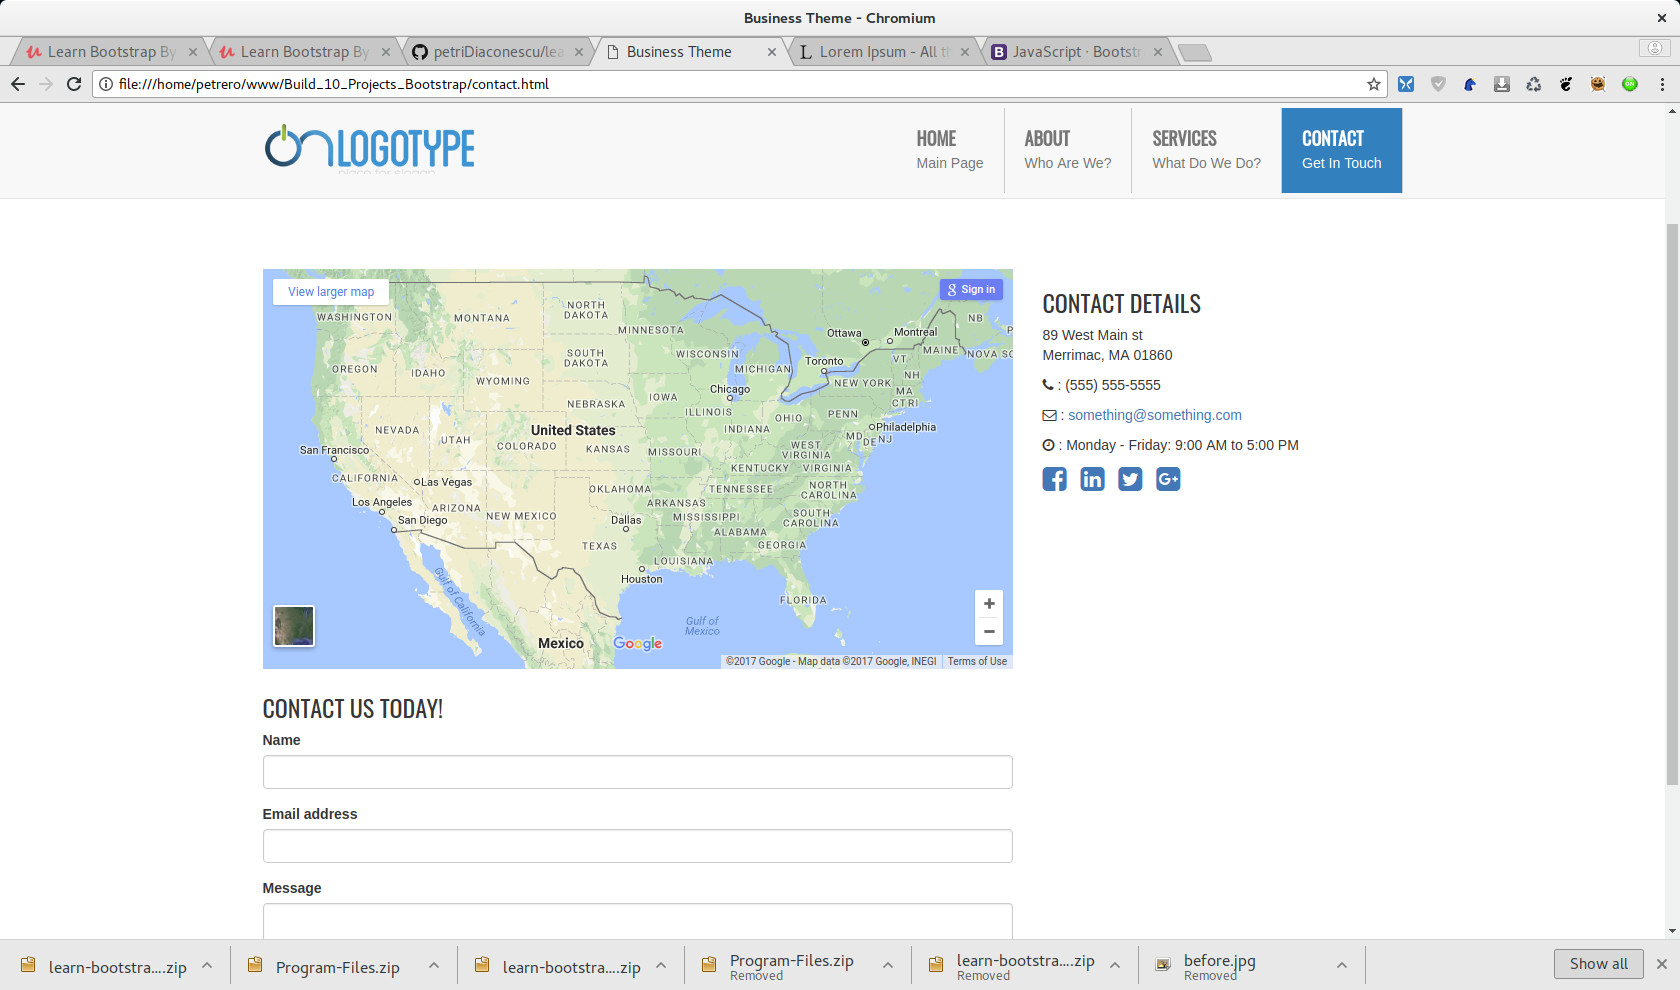 Business Theme - Chromium
Learn Bootstrap By
Learn Bootstrap By
petriDiaconescu/lea
Business Theme
Lorem Ipsum - All t
JavaScript · Bootstr
file:///home/petrero/www/Build_10_Projects_Bootstrap/contact.html
ON
LOGOTYPE
place for slogan
HOME
Main Page
ABOUT
Who Are We?
SERVICES
What Do We Do?
CONTACT
Get In Touch
View larger map
Sign in
WASHINGTON
MONTANA
NORTH DAKOTA
MINNESOTA
Ottawa
Montreal
NB
P
MAINE
NOVA SC
OREGON
IDAHO
SOUTH DAKOTA
WISCONSIN
MICHIGAN
Toronto
VT
NH
WYOMING
Chicago
NEW YORK
MA
CTRI
NEBRASKA
IOWA
ILLINOIS
INDIANA
OHIO
PENN
Philadelphia
NEVADA
UTAH
United States
COLORADO
KANSAS
MISSOURI
WEST VIRGINIA
MD
DE
NJ
San Francisco
KENTUCKY
VIRGINIA
CALIFORNIA
Las Vegas
OKLAHOMA
TENNESSEE
NORTH CAROLINA
Los Angeles
ARIZONA
NEW MEXICO
ARKANSAS
San Diego
Dallas
MISSISSIPPI
SOUTH CAROLINA
ALABAMA
TEXAS
GEORGIA
LOUISIANA
Houston
Gulf of California
FLORIDA
Gulf of Mexico
Mexico
Google
©2017 Google - Map data ©2017 Google, INEGI
Terms of Use
CONTACT DETAILS
89 West Main st
Merrimac, MA 01860
: (555) 555-5555
: something@something.com
: Monday - Friday: 9:00 AM to 5:00 PM
CONTACT US TODAY!
Name
Email address
Message
learn-bootstra....zip
Program-Files.zip
learn-bootstra....zip
Program-Files.zip
Removed
learn-bootstra....zip
Removed
before.jpg
Removed
Show all